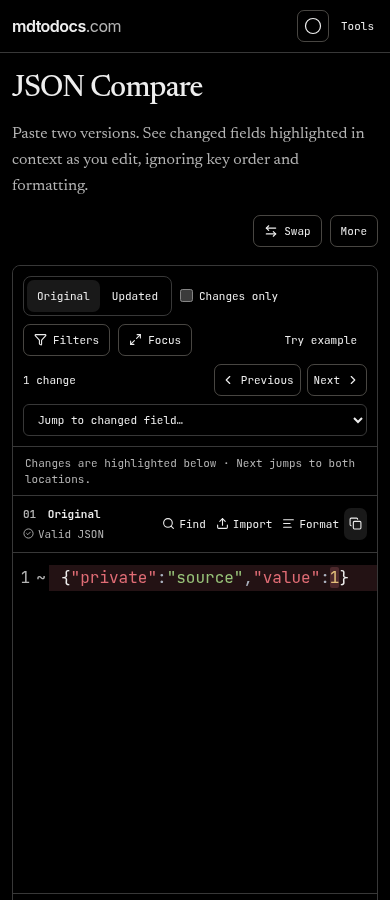 mdtodocs.com
Tools
JSON Compare
Paste two versions. See changed fields highlighted in
context as you edit, ignoring key order and
formatting.
Swap
More
Original
Updated
Changes only
Filters
Focus
Try example
1 change
Previous
Next
Jump to changed field…
Changes are highlighted below · Next jumps to both
locations.
01 Original
Valid JSON
Find
Import
Format
1 ~ {"private":"source","value":1}